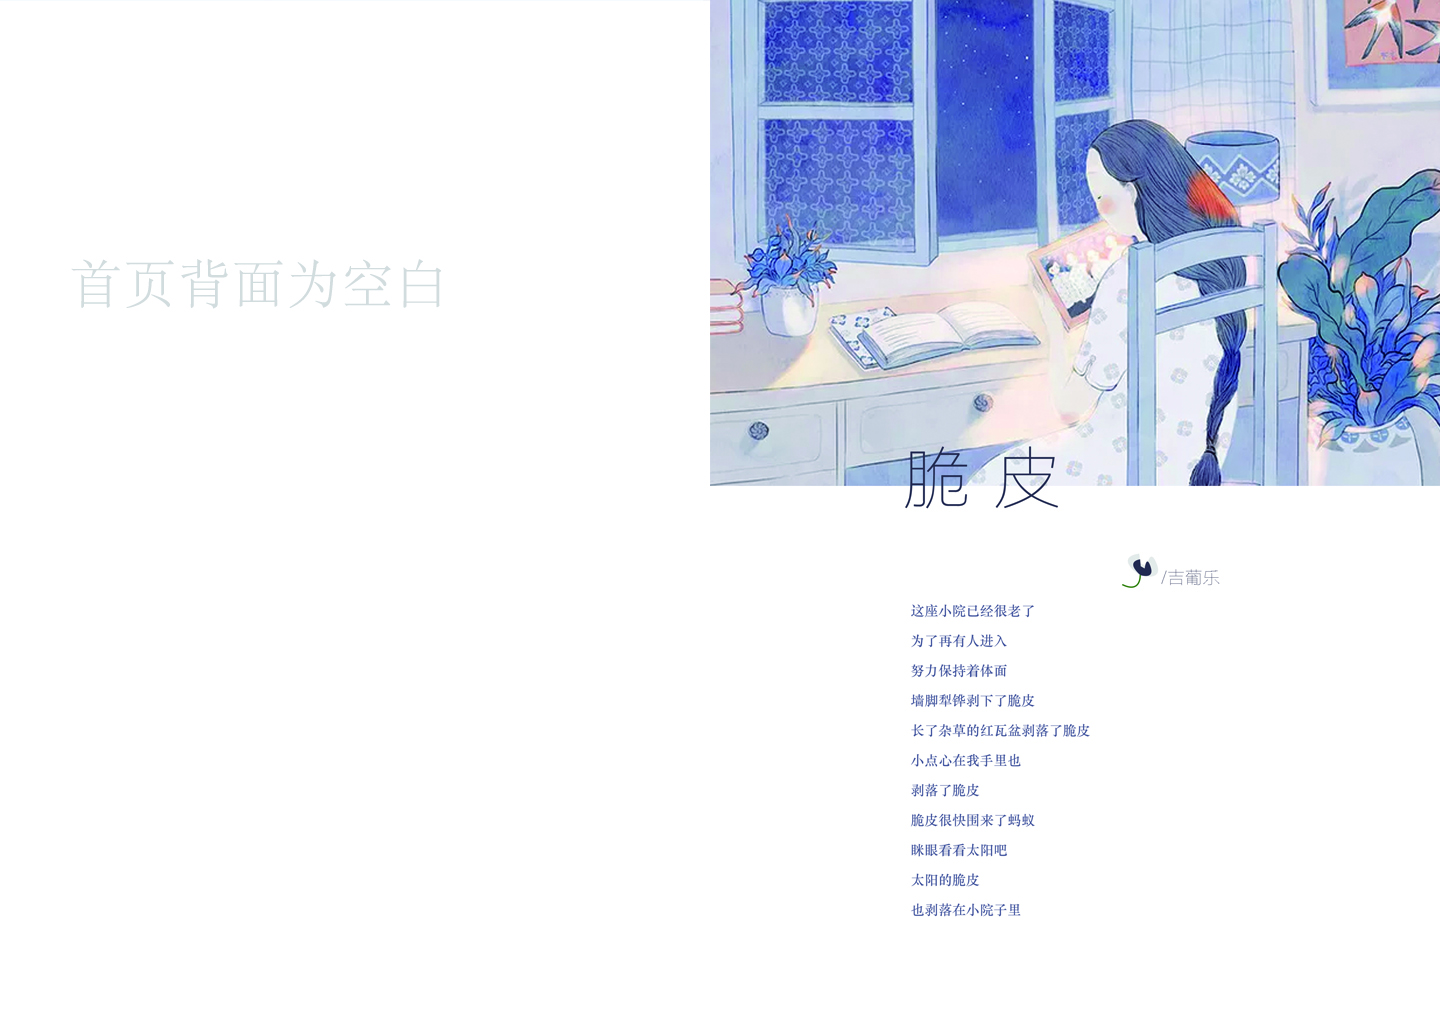 首页背面为空白
脆皮
/吉葡乐
这座小院已经很老了
为了再有人进入
努力保持着体面
墙脚犁铧剥下了脆皮
长了杂草的红瓦盆剥落了脆皮
小点心在我手里也
剥落了脆皮
脆皮很快围来了蚂蚁
眯眼看看太阳吧
太阳的脆皮
也剥落在小院子里